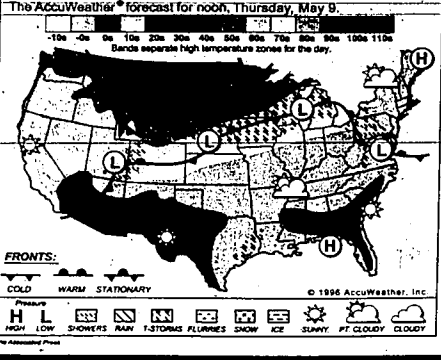 The AccuWeather® forecast for noon, Thursday, May 9.
-10s -0s 0s 10s 20s 30s 40s 50s 60s 70s 80s 90s 100s 110s
Bands separate high temperature zones for the day.
H
L
L
L
L
H
FRONTS:
COLD WARM STATIONARY
© 1996 AccuWeather, Inc.
Pressure
H L
HIGH LOW SHOWERS RAIN T-STORMS FLURRIES SNOW ICE SUNNY PT. CLOUDY CLOUDY
Associated Press